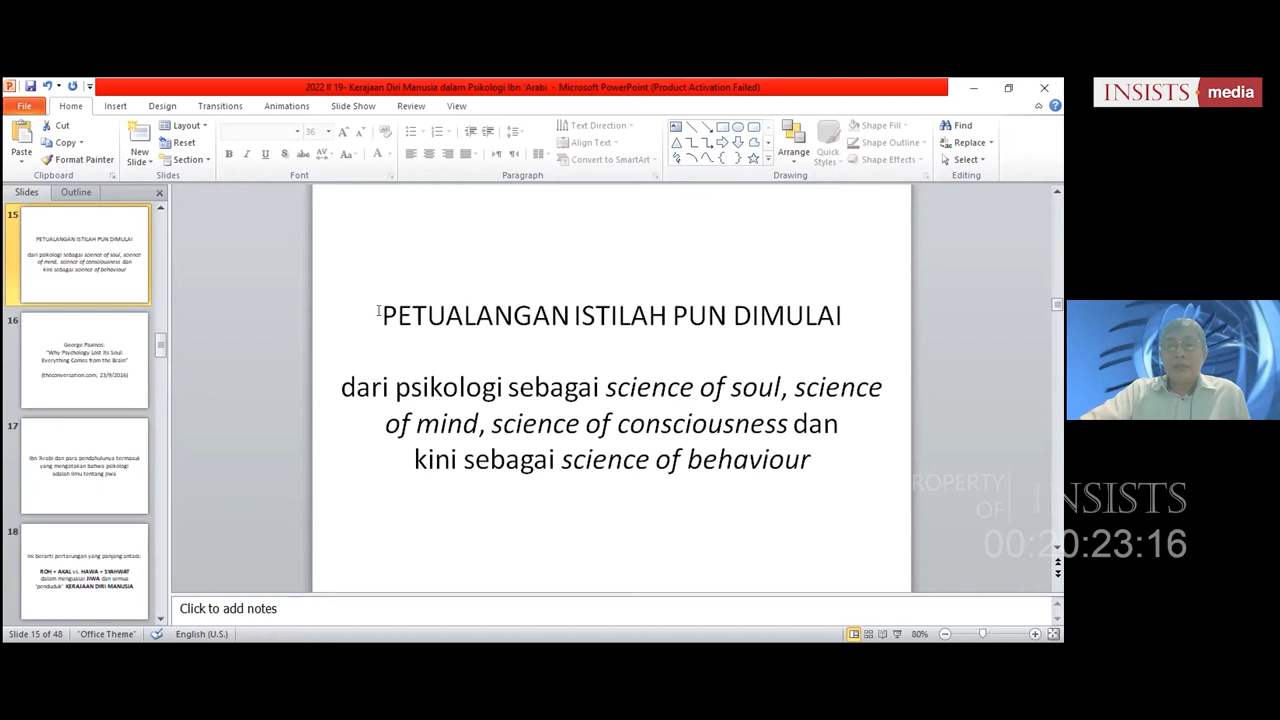 INSISTS media
2022 II 19- Kerajaan Diri Manusia dalam Psikologi Ibn 'Arabi - Microsoft PowerPoint (Product Activation Failed)
File Home Insert Design Transitions Animations Slide Show Review View
Paste
Cut
Copy
Format Painter
Clipboard
New
Slide
Layout
Reset
Section
Slides
36
Font
Text Direction
Align Text
Convert to SmartArt
Paragraph
Arrange
Quick
Styles
Shape Fill
Shape Outline
Shape Effects
Drawing
Find
Replace
Select
Editing
Slides Outline
15
PETUALANGAN ISTILAH PUN DIMULAI
dari psikologi sebagai science of soul, science
of mind, science of consciousness dan
kini sebagai science of behaviour
16
George Paxinos:
"Why Psychology Lost Its Soul:
Everything Comes from the Brain"
(theconversation.com; 23/9/2016)
17
Ibn 'Arabi dan para pendahulunya termasuk
yang mengatakan bahwa psikologi
adalah ilmu tentang jiwa
18
Ini berarti pertarungan yang panjang antara:
ROH + AKAL vs. HAWA + SYAHWAT
dalam menguasai JIWA dan semua
"penduduk" KERAJAAN DIRI MANUSIA
PETUALANGAN ISTILAH PUN DIMULAI
dari psikologi sebagai science of soul, science
of mind, science of consciousness dan
kini sebagai science of behaviour
PROPERTY
OF
INSISTS
00:20:23:16
Click to add notes
Slide 15 of 48 "Office Theme" English (U.S.) 80%